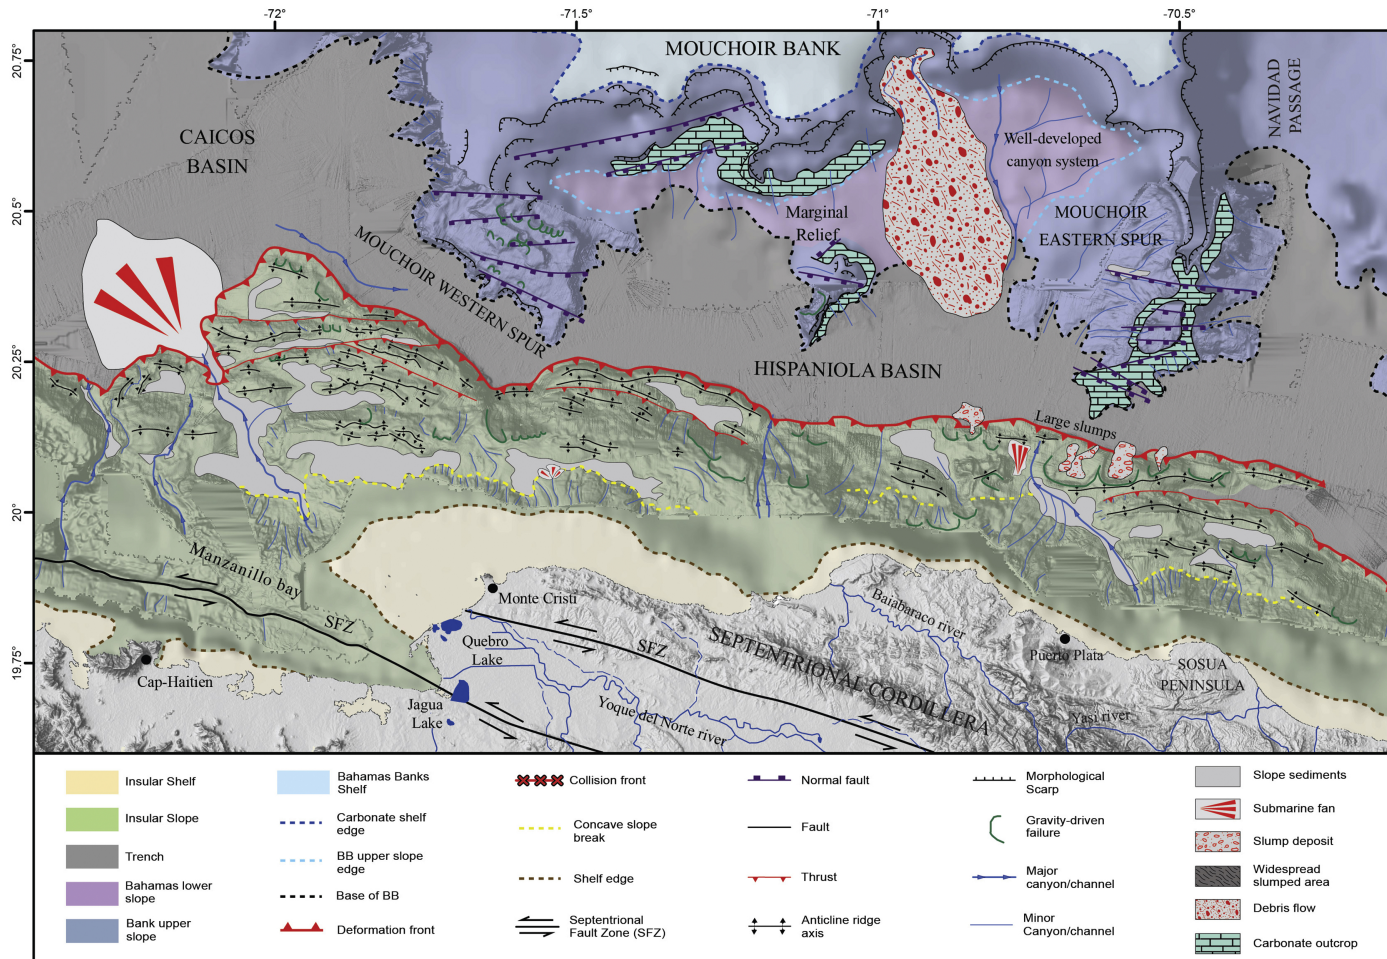 -72°
-71.5°
-71°
-70.5°
20.75°
20.5°
20.25°
20°
19.75°
MOUCHOIR BANK
NAVIDAD
PASSAGE
CAICOS
BASIN
Well-developed
canyon system
Marginal
Relief
MOUCHOIR
EASTERN SPUR
MOUCHOIR WESTERN SPUR
HISPANIOLA BASIN
Large slumps
Manzanillo bay
SFZ
Monte Cristi
Quebro
Lake
SFZ
SEPTENTRIONAL CORDILLERA
Baiabaraco river
Puerto Plata
SOSUA
PENINSULA
Cap-Haitien
Jagua
Lake
Yoque del Norte river
Yasi river
Insular Shelf
Insular Slope
Trench
Bahamas lower
slope
Bank upper
slope
Bahamas Banks
Shelf
Carbonate shelf
edge
BB upper slope
edge
Base of BB
Deformation front
Collision front
Concave slope
break
Shelf edge
Septentrional
Fault Zone (SFZ)
Normal fault
Fault
Thrust
Anticline ridge
axis
Morphological
Scarp
Gravity-driven
failure
Major
canyon/channel
Minor
Canyon/channel
Slope sediments
Submarine fan
Slump deposit
Widespread
slumped area
Debris flow
Carbonate outcrop